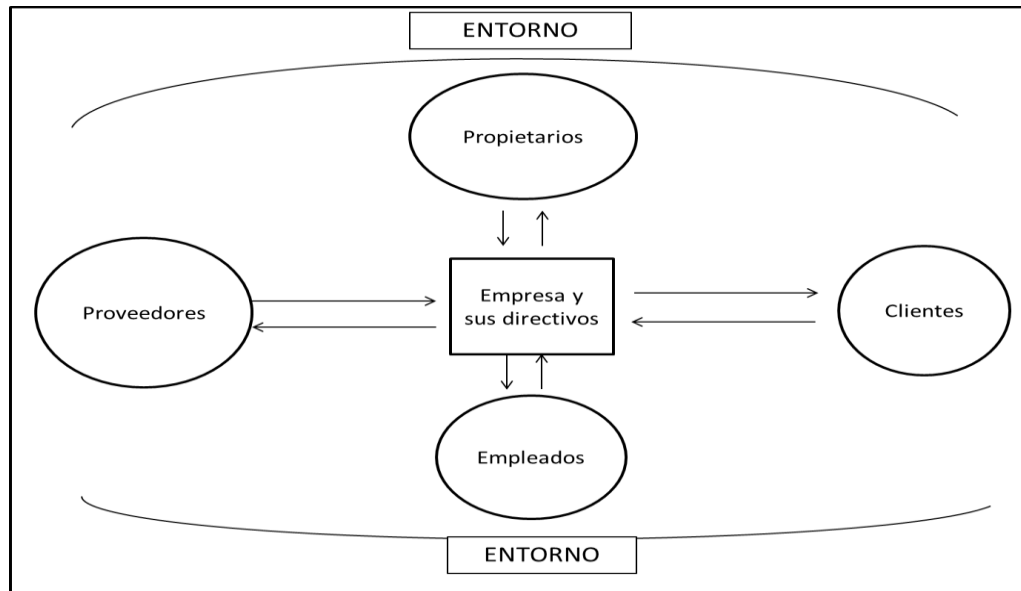 ENTORNO
Propietarios
Proveedores
Empresa y
sus directivos
Clientes
Empleados
ENTORNO